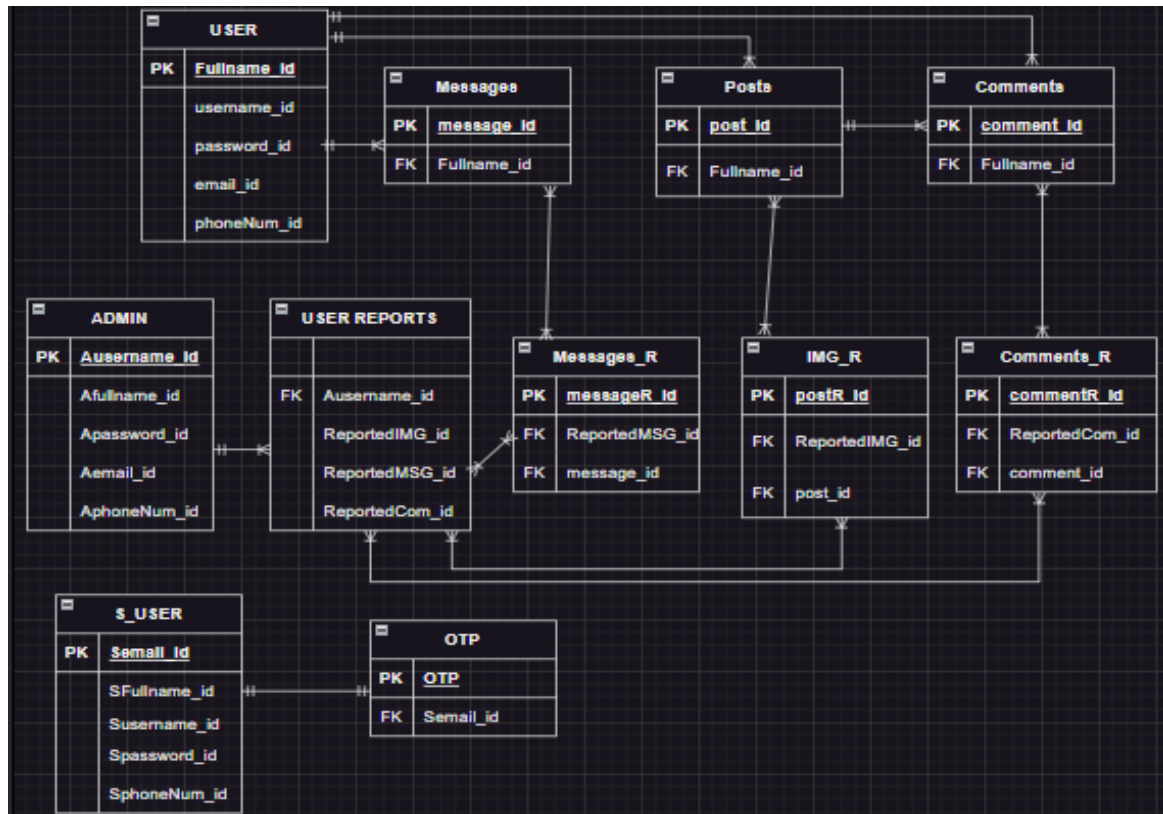 USER
PK Fullname_id
username_id
password_id
email_id
phoneNum_id
Messages
PK message_id
FK Fullname_id
Posts
PK post_id
FK Fullname_id
Comments
PK comment_id
FK Fullname_id
ADMIN
PK Ausername_id
Afullname_id
Apassword_id
Aemail_id
AphoneNum_id
USER REPORTS
FK Ausername_id
ReportedIMG_id
ReportedMSG_id
ReportedCom_id
Messages_R
PK messageR_id
FK ReportedMSG_id
FK message_id
IMG_R
PK postR_id
FK ReportedIMG_id
FK post_id
Comments_R
PK commentR_id
FK ReportedCom_id
FK comment_id
S_USER
PK Semail_id
SFullname_id
Susername_id
Spassword_id
SphoneNum_id
OTP
PK OTP
FK Semail_id